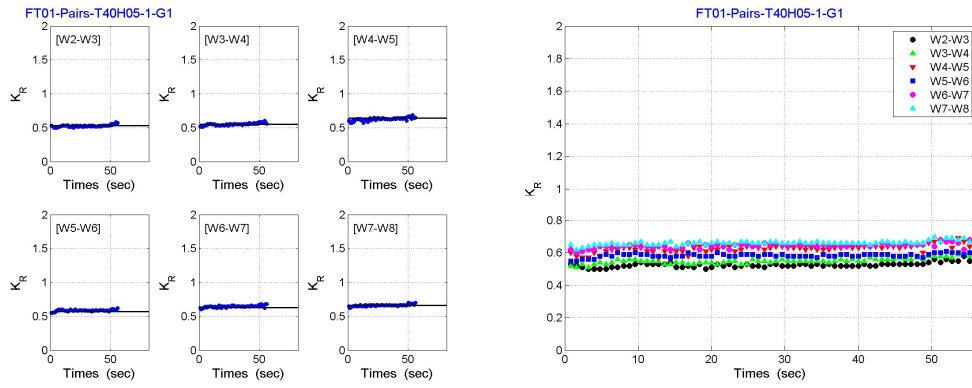 FT01-Pairs-T40H05-1-G1
[W2-W3]
K_R
2
1.5
1
0.5
0
0
50
Times (sec)
[W3-W4]
K_R
2
1.5
1
0.5
0
0
50
Times (sec)
[W4-W5]
K_R
2
1.5
1
0.5
0
0
50
Times (sec)
[W5-W6]
K_R
2
1.5
1
0.5
0
0
50
Times (sec)
[W6-W7]
K_R
2
1.5
1
0.5
0
0
50
Times (sec)
[W7-W8]
K_R
2
1.5
1
0.5
0
0
50
Times (sec)
FT01-Pairs-T40H05-1-G1
W2-W3
W3-W4
W4-W5
W5-W6
W6-W7
W7-W8
K_R
2
1.8
1.6
1.4
1.2
1
0.8
0.6
0.4
0.2
0
0
10
20
30
40
50
Times (sec)